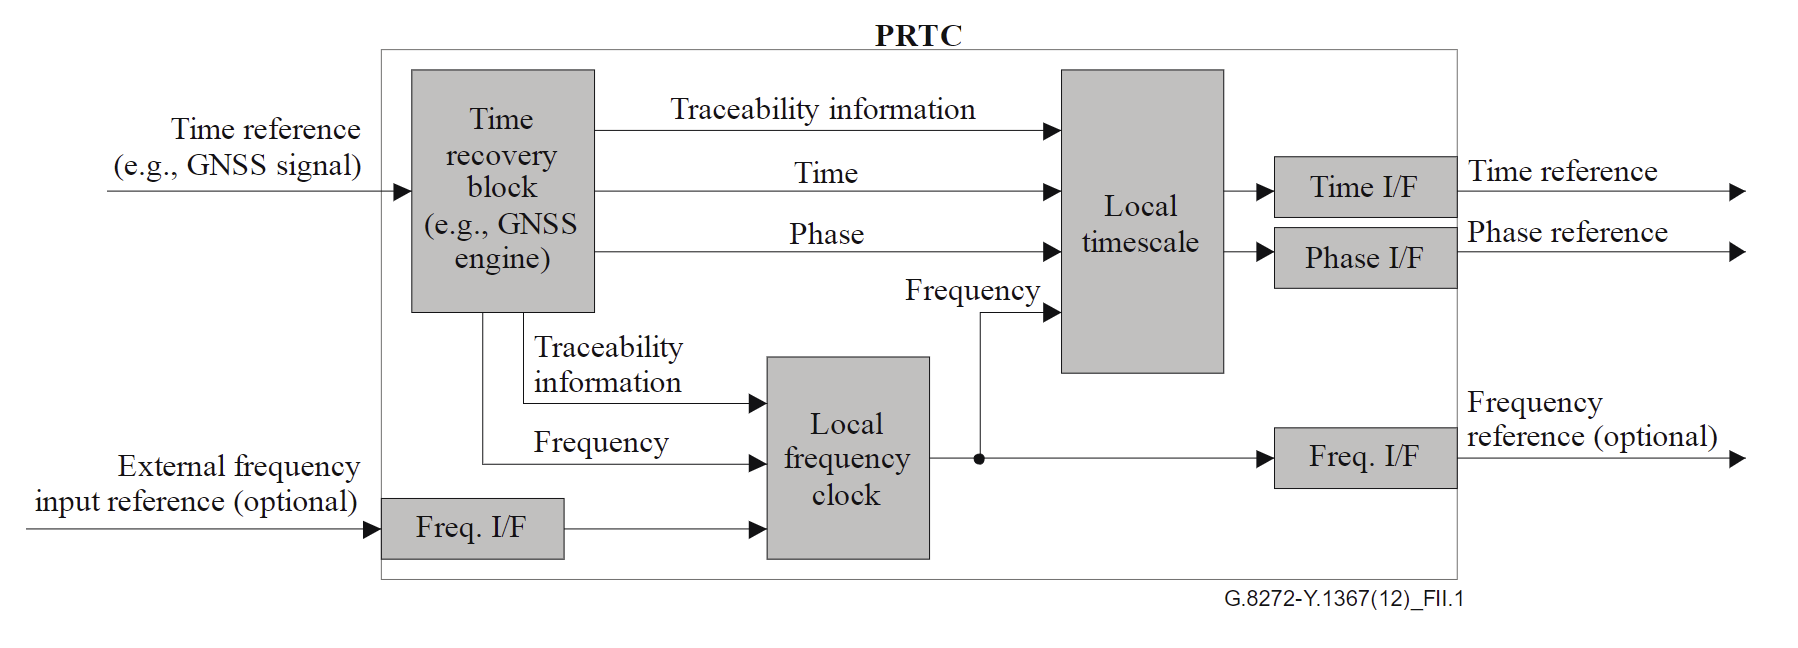 PRTC
Time reference
(e.g., GNSS signal)
Time
recovery
block
(e.g., GNSS
engine)
Traceability information
Time
Phase
Frequency
Local
timescale
Time I/F
Phase I/F
Time reference
Phase reference
Traceability
information
Frequency
Local
frequency
clock
External frequency
input reference (optional)
Freq. I/F
Freq. I/F
Frequency
reference (optional)
G.8272-Y.1367(12)_FII.1